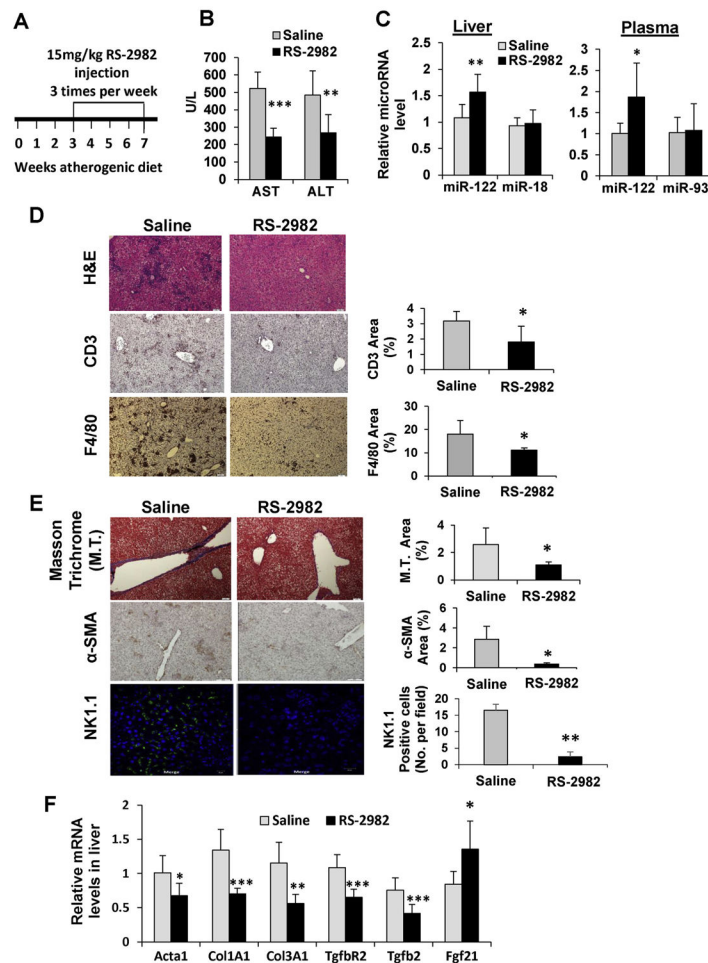 A
15mg/kg RS-2982
injection
3 times per week
0 1 2 3 4 5 6 7
Weeks atherogenic diet
B
Saline
RS-2982
U/L
700
600
500
400
300
200
100
0
***
**
AST
ALT
C
Liver
Saline
RS-2982
Plasma
Relative microRNA
level
2.5
2
1.5
1
0.5
0
**
miR-122
miR-18
3
2.5
2
1.5
1
0.5
0
*
miR-122
miR-93
D
Saline
RS-2982
H&E
CD3
F4/80
CD3 Area
(%)
4
3
2
1
0
*
Saline
RS-2982
F4/80 Area
(%)
30
20
10
0
*
Saline
RS-2982
E
Saline
RS-2982
Masson
Trichrome
(M.T.)
α-SMA
NK1.1
Merge
Merge
M.T. Area
(%)
4
2
0
*
Saline
RS-2982
α-SMA
Area (%)
6
4
2
0
*
Saline
RS-2982
NK1.1
Positive cells
(No. per field)
20
15
10
5
0
**
Saline
RS-2982
F
Saline
RS-2982
Relative mRNA
levels in liver
2
1.5
1
0.5
0
*
***
**
***
***
*
Acta1
Col1A1
Col3A1
TgfbR2
Tgfb2
Fgf21